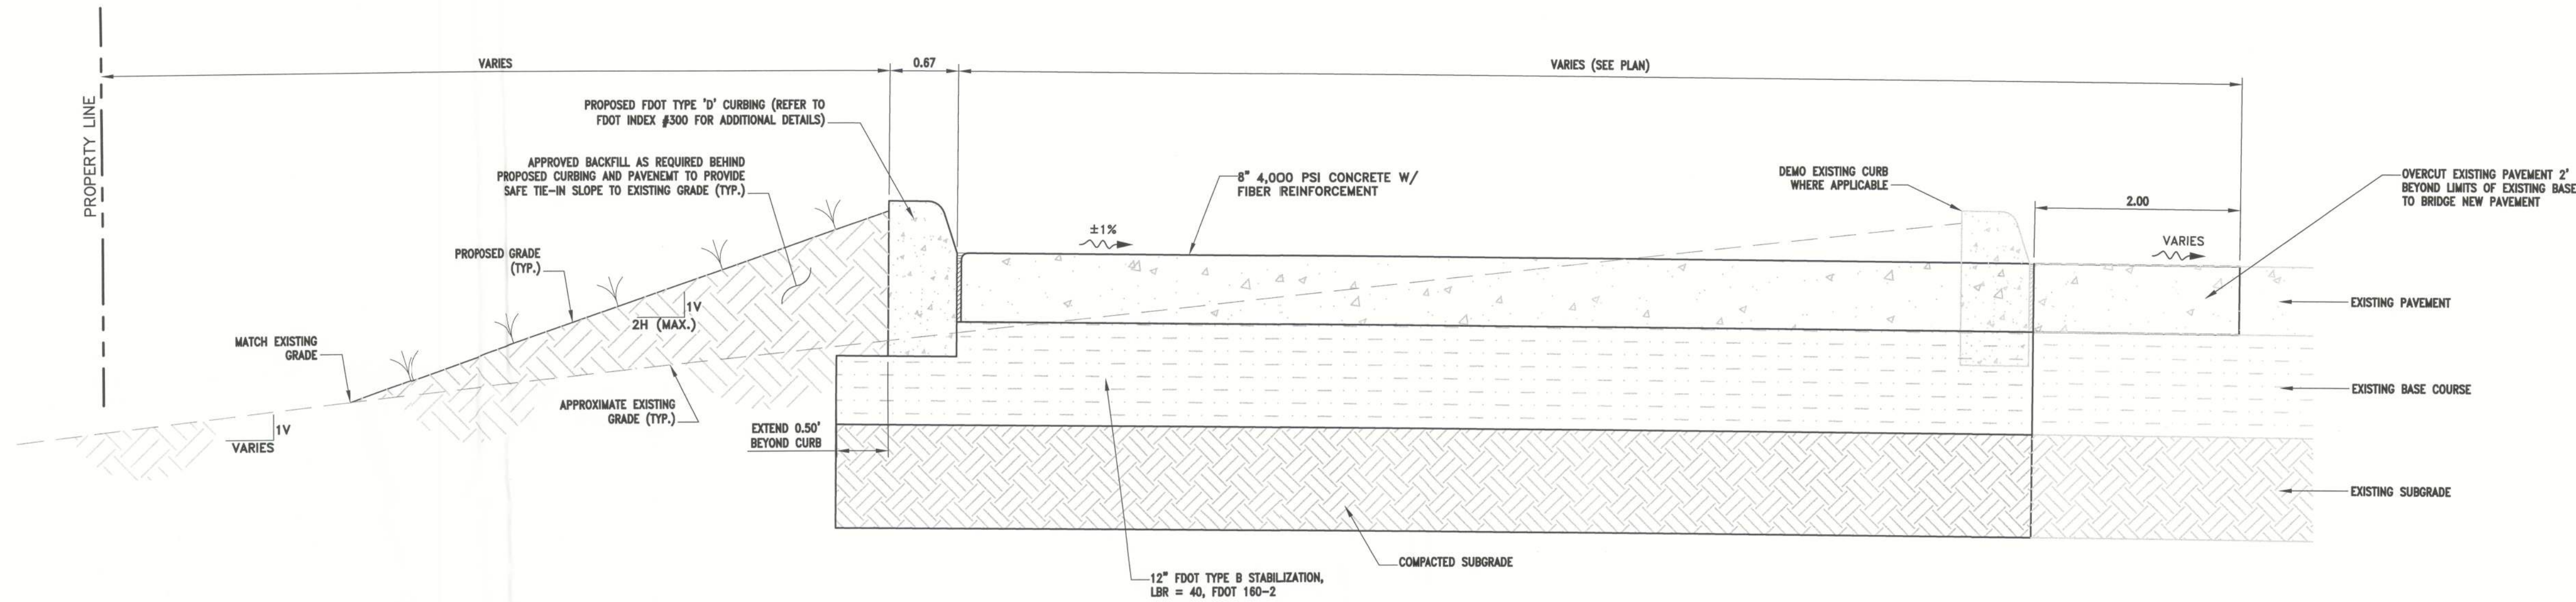 VARIES
0.67
VARIES (SEE PLAN)
PROPERTY LINE
PROPOSED FDOT TYPE 'D' CURBING (REFER TO
FDOT INDEX #300 FOR ADDITIONAL DETAILS)
APPROVED BACKFILL AS REQUIRED BEHIND
PROPOSED CURBING AND PAVENEMT TO PROVIDE
SAFE TIE-IN SLOPE TO EXISTING GRADE (TYP.)
8" 4,000 PSI CONCRETE W/
FIBER REINFORCEMENT
DEMO EXISTING CURB
WHERE APPLICABLE
OVERCUT EXISTING PAVEMENT 2'
BEYOND LIMITS OF EXISTING BASE
TO BRIDGE NEW PAVEMENT
2.00
±1%
VARIES
PROPOSED GRADE
(TYP.)
1V
2H (MAX.)
EXISTING PAVEMENT
MATCH EXISTING
GRADE
EXISTING BASE COURSE
APPROXIMATE EXISTING
GRADE (TYP.)
1V
VARIES
EXTEND 0.50'
BEYOND CURB
EXISTING SUBGRADE
COMPACTED SUBGRADE
12" FDOT TYPE B STABILIZATION,
LBR = 40, FDOT 160-2